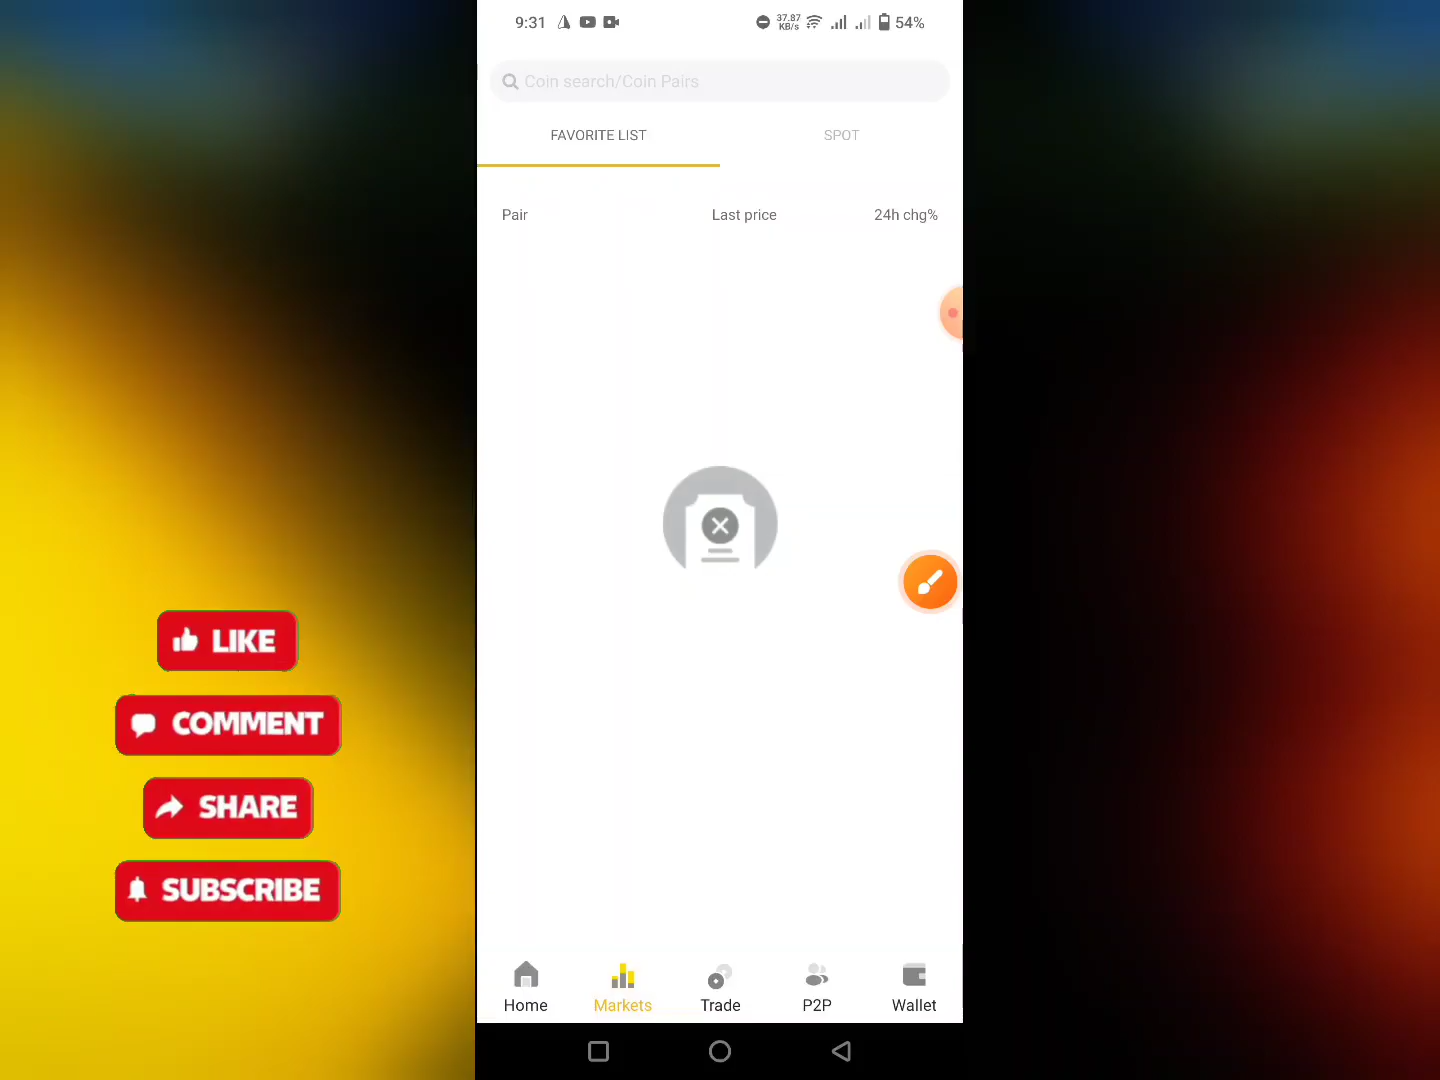 9:31
37.87
KB/s
54%
Coin search/Coin Pairs
FAVORITE LIST
SPOT
Pair
Last price
24h chg%
LIKE
COMMENT
SHARE
SUBSCRIBE
Home
Markets
Trade
P2P
Wallet